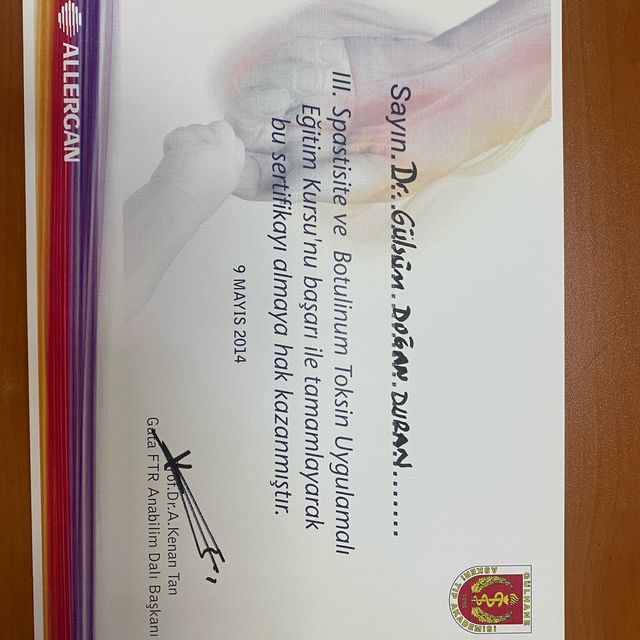 GÜLHANE
ASKERİ TIP AKADEMİSİ
1898
Sayın. Dr. Gülsüm DOĞAN DURAN........
III. Spastisite ve Botulinum Toksin Uygulamalı
Eğitim Kursu'nu başarı ile tamamlayarak
bu sertifikayı almaya hak kazanmıştır.
9 MAYIS 2014
Prof.Dr.A.Kenan Tan
Gata FTR Anabilim Dalı Başkanı
ALLERGAN